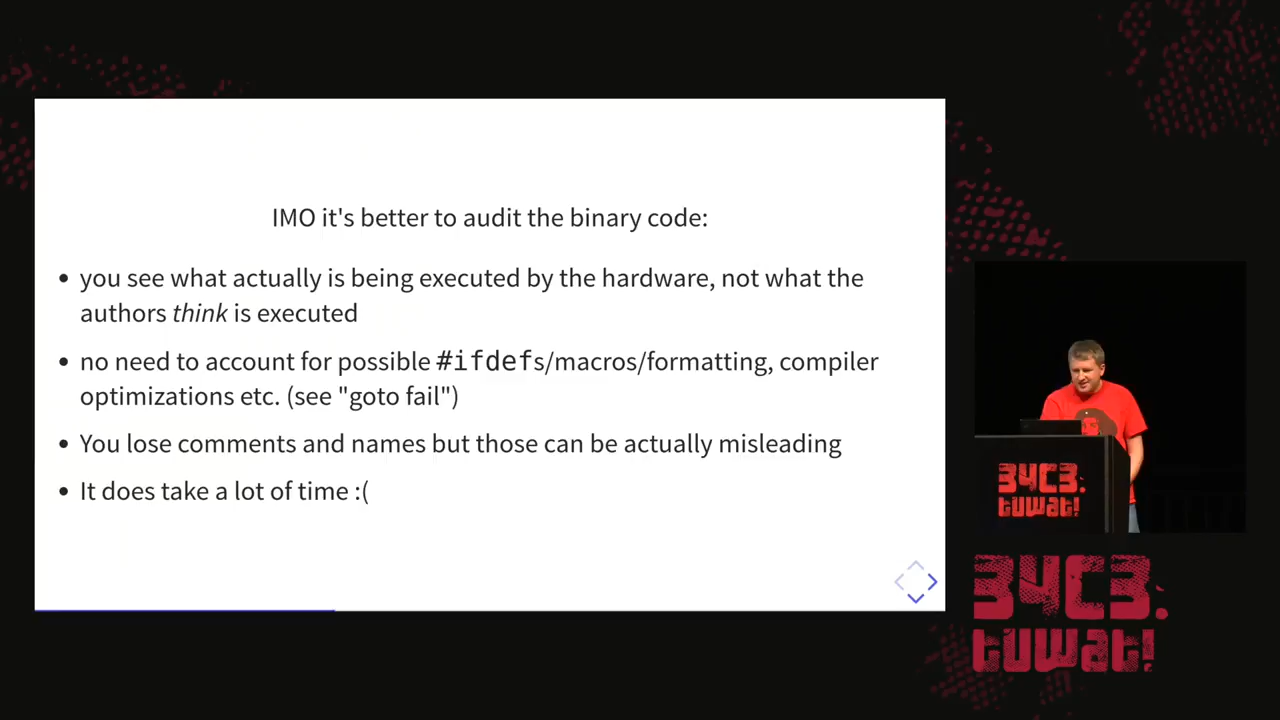 IMO it's better to audit the binary code:
• you see what actually is being executed by the hardware, not what the
authors think is executed
• no need to account for possible #ifdefs/macros/formatting, compiler
optimizations etc. (see "goto fail")
• You lose comments and names but those can be actually misleading
• It does take a lot of time :(
34C3.
tuwat!
34C3.
tuwat!